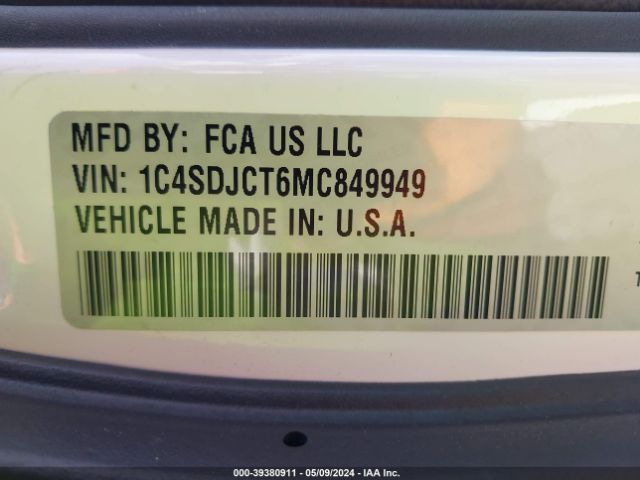 MFD BY: FCA US LLC
VIN: 1C4SDJCT6MC849949
VEHICLE MADE IN: U.S.A.
000-39380911 - 05/09/2024 - IAA Inc.